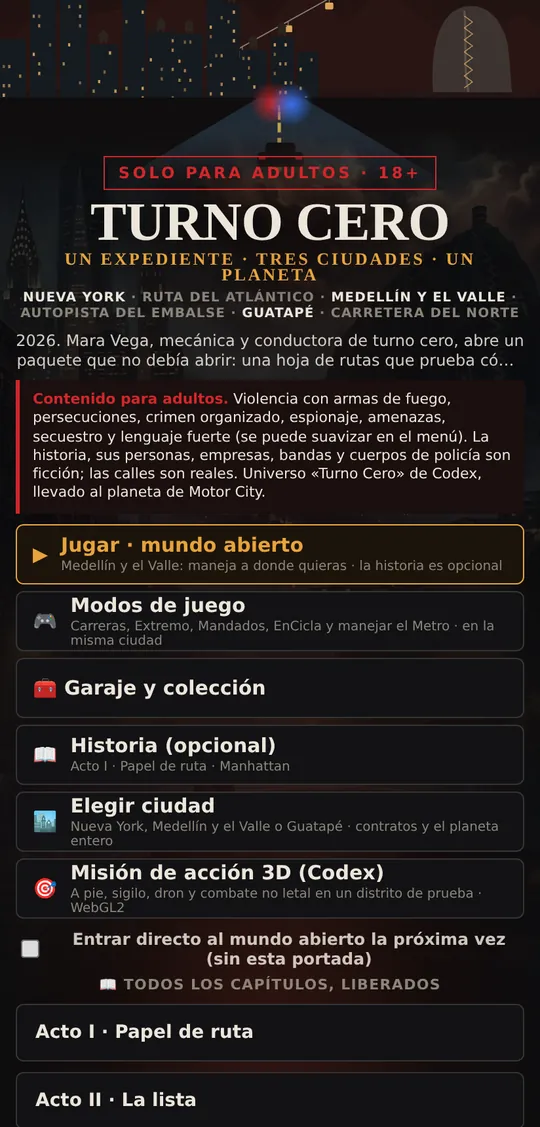 SOLO PARA ADULTOS · 18+
TURNO CERO
UN EXPEDIENTE · TRES CIUDADES · UN
PLANETA
NUEVA YORK · RUTA DEL ATLÁNTICO · MEDELLÍN Y EL VALLE ·
AUTOPISTA DEL EMBALSE · GUATAPÉ · CARRETERA DEL NORTE
2026. Mara Vega, mecánica y conductora de turno cero, abre un
paquete que no debía abrir: una hoja de rutas que prueba có...
Contenido para adultos. Violencia con armas de fuego,
persecuciones, crimen organizado, espionaje, amenazas,
secuestro y lenguaje fuerte (se puede suavizar en el menú). La
historia, sus personas, empresas, bandas y cuerpos de policía son
ficción; las calles son reales. Universo «Turno Cero» de Codex,
llevado al planeta de Motor City.
Jugar · mundo abierto
Medellín y el Valle: maneja a donde quieras · la historia es opcional
Modos de juego
Carreras, Extremo, Mandados, EnCicla y manejar el Metro · en la
misma ciudad
Garaje y colección
Historia (opcional)
Acto I · Papel de ruta · Manhattan
Elegir ciudad
Nueva York, Medellín y el Valle o Guatapé · contratos y el planeta
entero
Misión de acción 3D (Codex)
A pie, sigilo, dron y combate no letal en un distrito de prueba ·
WebGL2
Entrar directo al mundo abierto la próxima vez
(sin esta portada)
TODOS LOS CAPÍTULOS, LIBERADOS
Acto I · Papel de ruta
Acto II · La lista